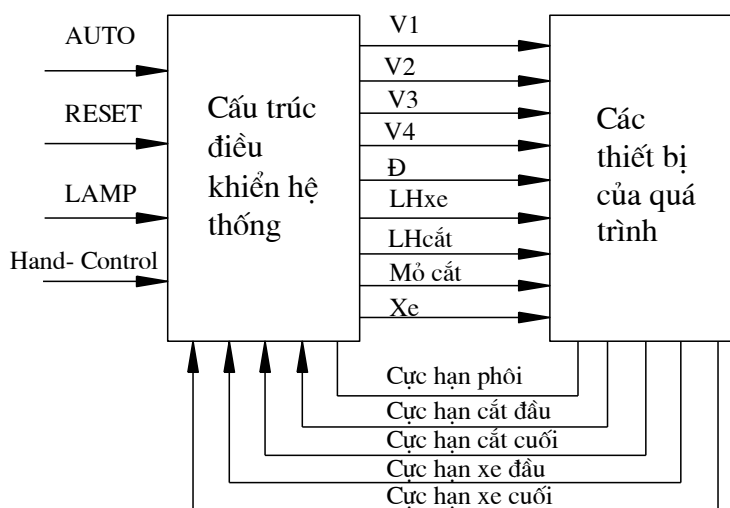 AUTO
RESET
LAMP
Hand- Control
Cấu trúc
điều
khiển hệ
thống
V1
V2
V3
V4
Đ
LHxe
LHcắt
Mỏ cắt
Xe
Các
thiết bị
của quá
trình
Cực hạn phôi
Cực hạn cắt đầu
Cực hạn cắt cuối
Cực hạn xe đầu
Cực hạn xe cuối